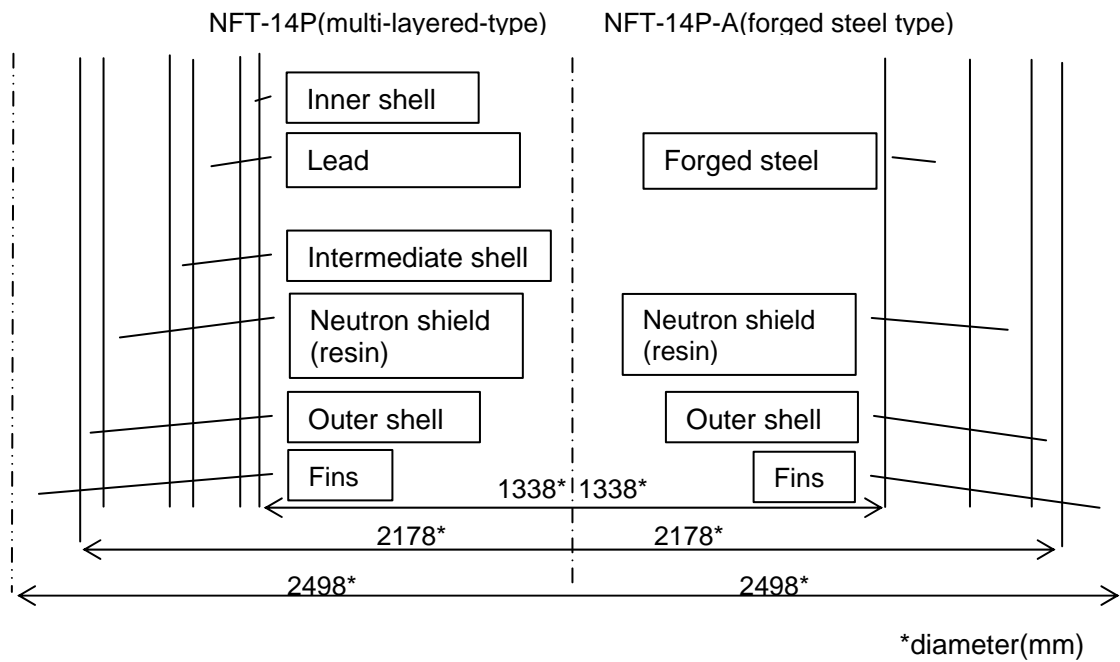 NFT-14P(multi-layered-type) NFT-14P-A(forged steel type)
Inner shell
Lead
Forged steel
Intermediate shell
Neutron shield
(resin)
Neutron shield
(resin)
Outer shell
Outer shell
Fins
Fins
1338* 1338*
2178* 2178*
2498* 2498*
*diameter(mm)